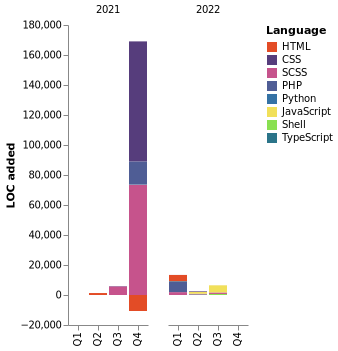 2021
2022
Language
HTML
CSS
SCSS
PHP
Python
JavaScript
Shell
TypeScript
LOC added
180,000
160,000
140,000
120,000
100,000
80,000
60,000
40,000
20,000
0
−20,000
Q1 Q2 Q3 Q4
Q1 Q2 Q3 Q4